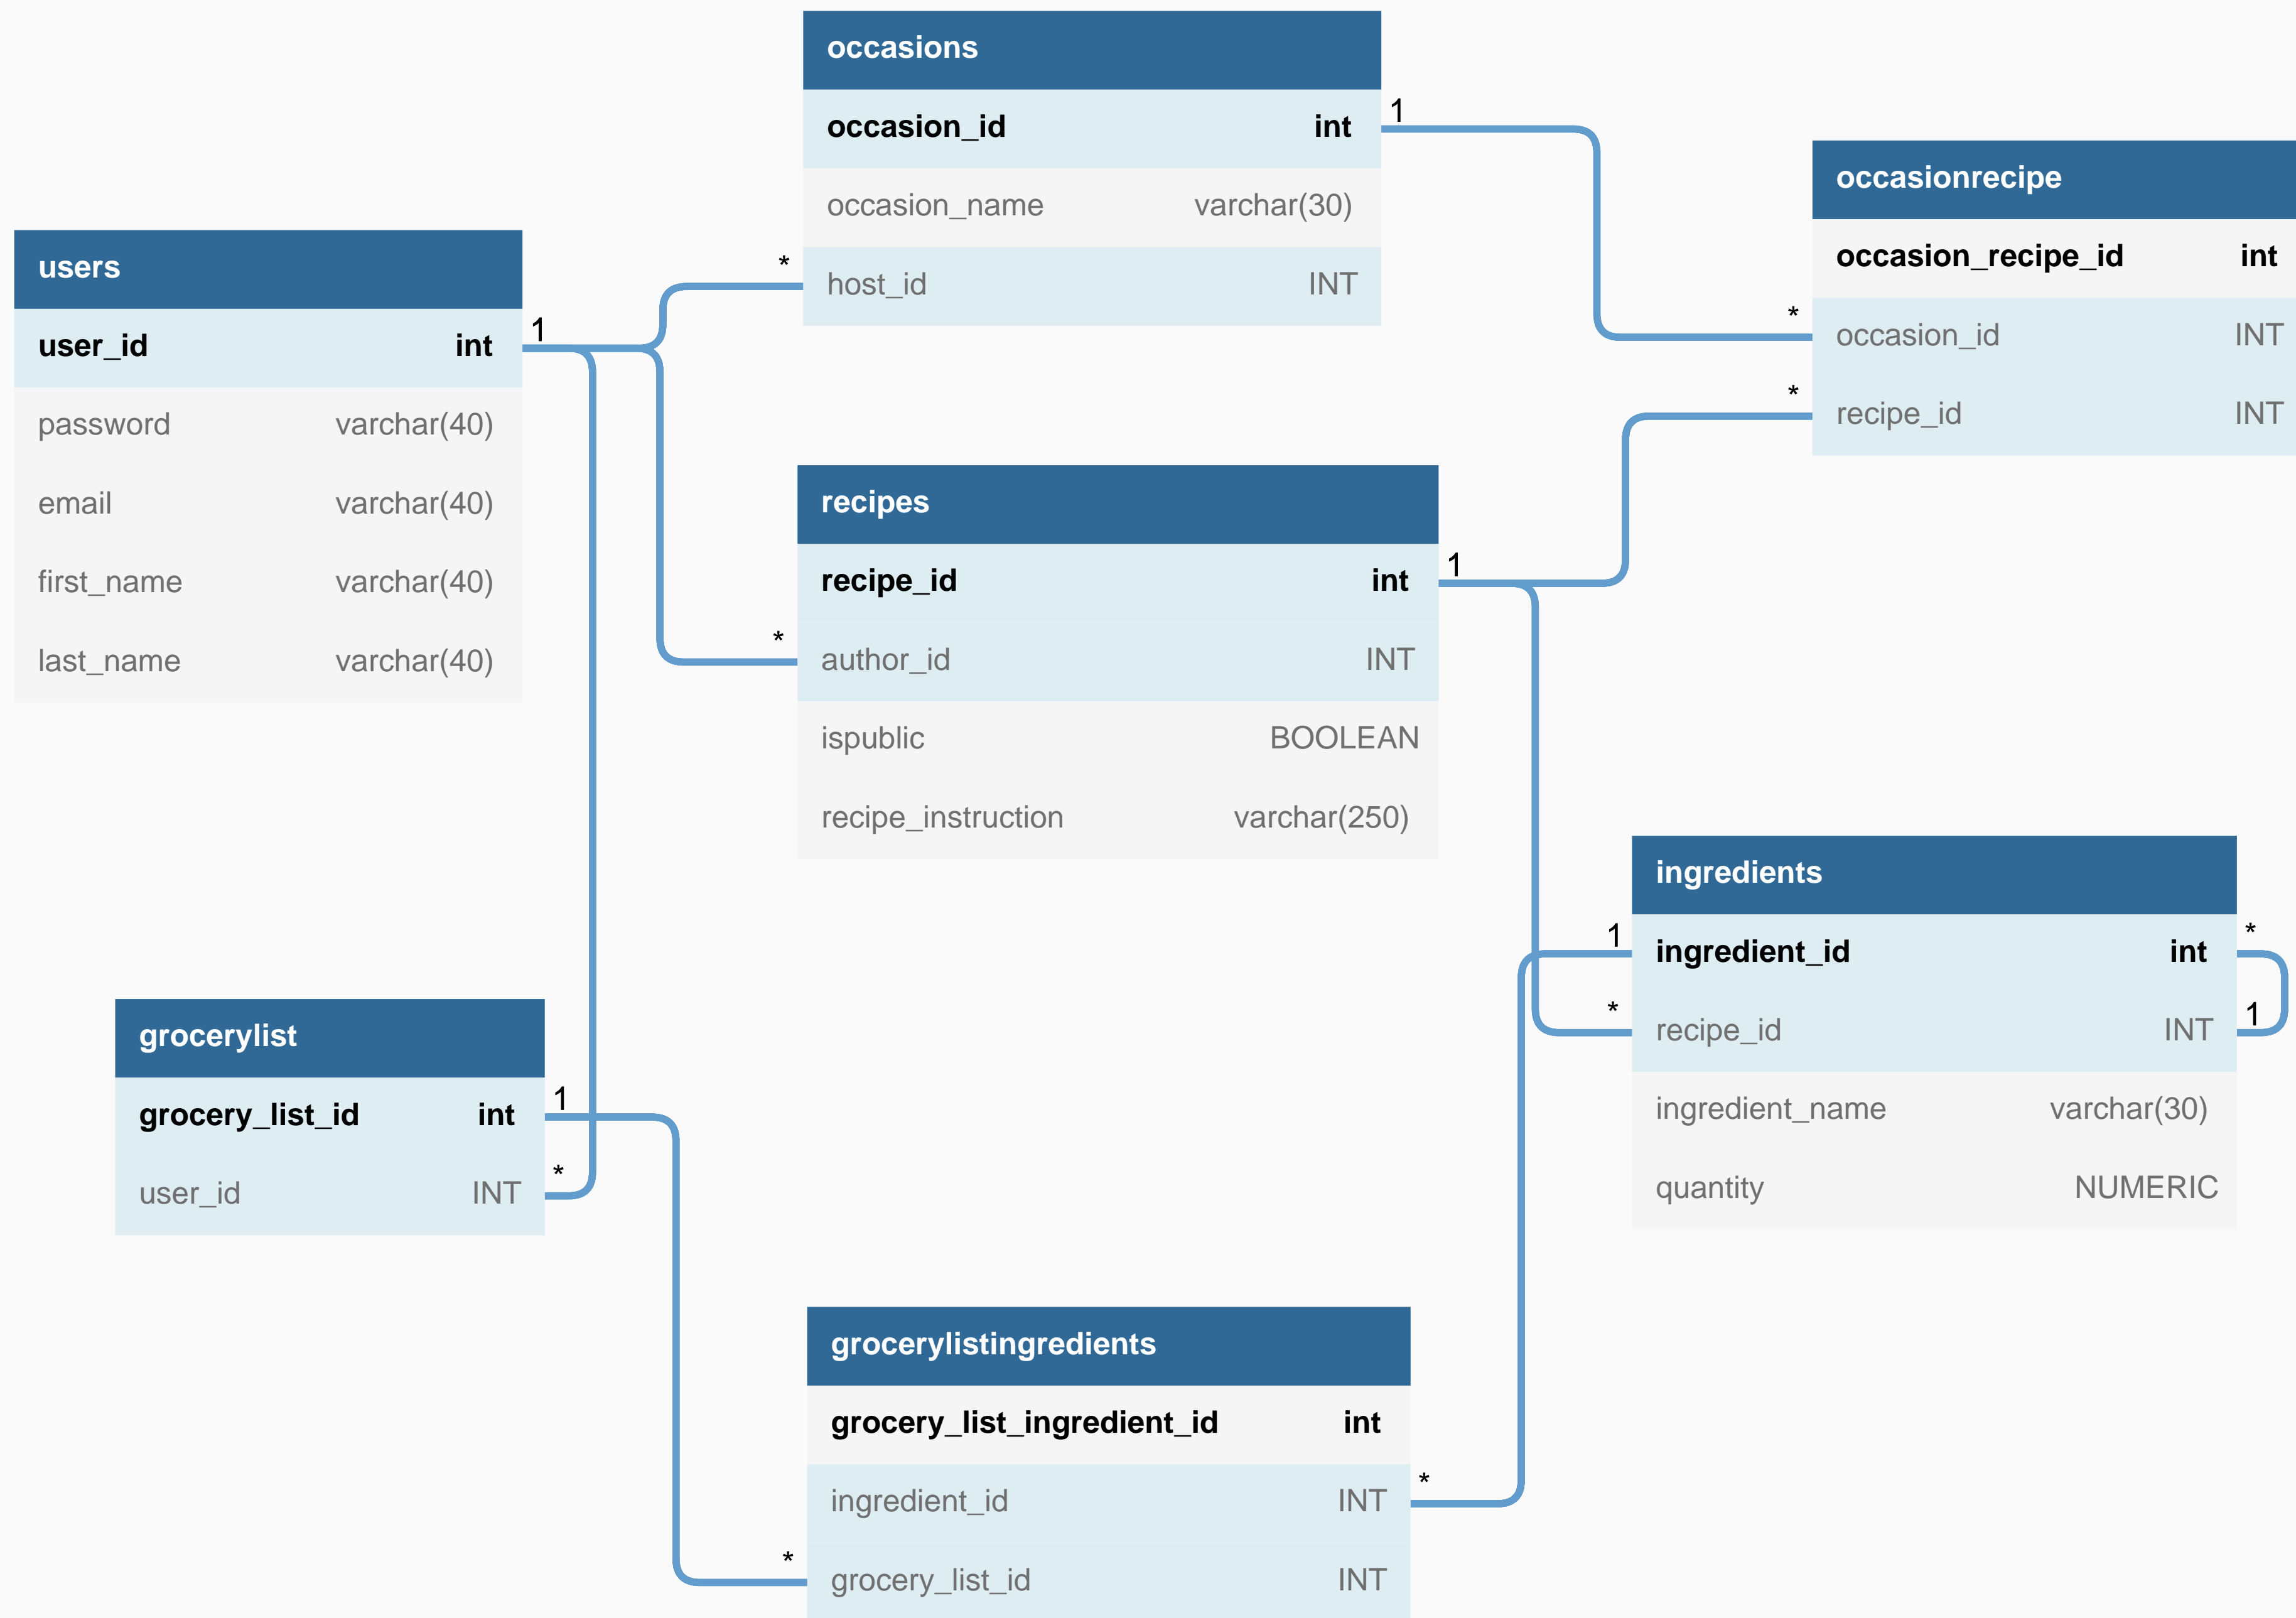 occasions
occasion_id int
occasion_name varchar(30)
host_id INT
1
*
occasionrecipe
occasion_recipe_id int
occasion_id INT
recipe_id INT
*
*
users
user_id int
password varchar(40)
email varchar(40)
first_name varchar(40)
last_name varchar(40)
1
recipes
recipe_id int
author_id INT
ispublic BOOLEAN
recipe_instruction varchar(250)
1
*
ingredients
ingredient_id int
recipe_id INT
ingredient_name varchar(30)
quantity NUMERIC
1
*
*
1
grocerylist
grocery_list_id int
user_id INT
1
*
grocerylistingredients
grocery_list_ingredient_id int
ingredient_id INT
grocery_list_id INT
*
*